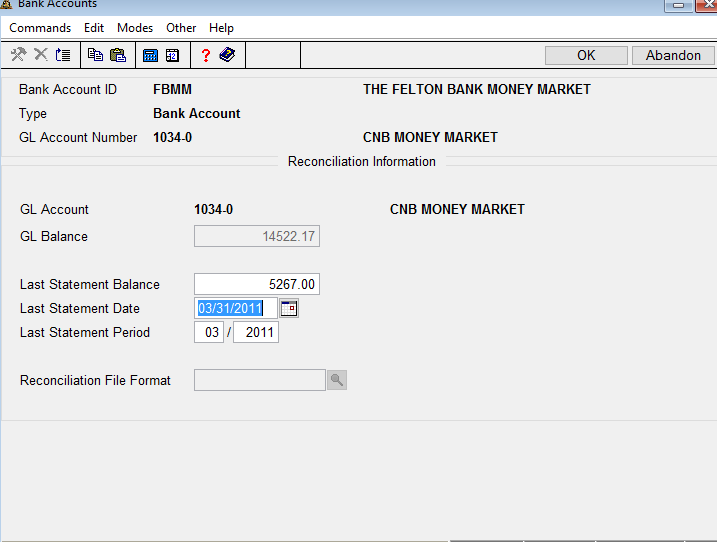 Bank Accounts
Commands Edit Modes Other Help
OK Abandon
Bank Account ID FBMM THE FELTON BANK MONEY MARKET
Type Bank Account
GL Account Number 1034-0 CNB MONEY MARKET
Reconciliation Information
GL Account 1034-0 CNB MONEY MARKET
GL Balance 14522.17
Last Statement Balance 5267.00
Last Statement Date 03/31/2011
Last Statement Period 03 / 2011
Reconciliation File Format